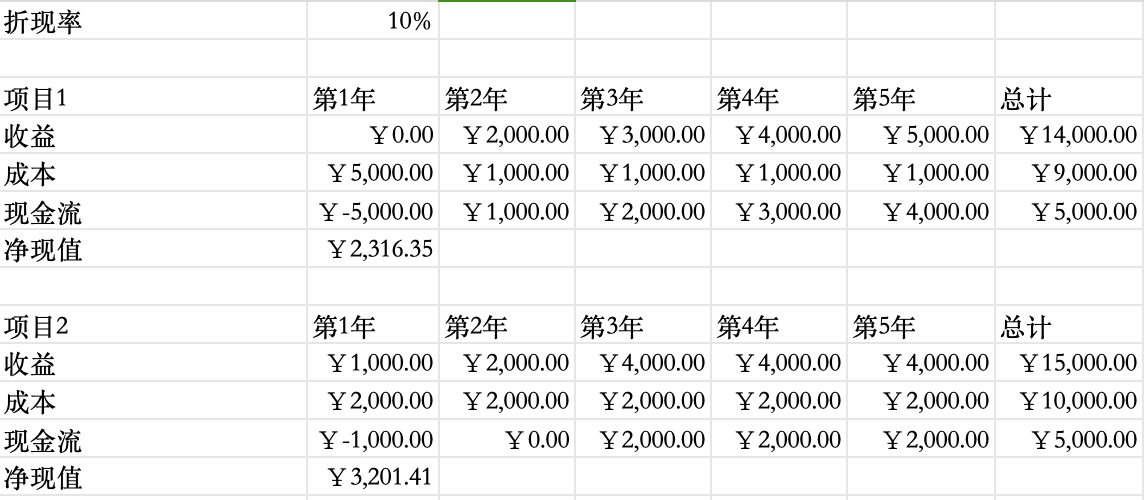 折现率 10%
项目1 第1年 第2年 第3年 第4年 第5年 总计
收益 ￥0.00 ￥2,000.00 ￥3,000.00 ￥4,000.00 ￥5,000.00 ￥14,000.00
成本 ￥5,000.00 ￥1,000.00 ￥1,000.00 ￥1,000.00 ￥1,000.00 ￥9,000.00
现金流 ￥-5,000.00 ￥1,000.00 ￥2,000.00 ￥3,000.00 ￥4,000.00 ￥5,000.00
净现值 ￥2,316.35
项目2 第1年 第2年 第3年 第4年 第5年 总计
收益 ￥1,000.00 ￥2,000.00 ￥4,000.00 ￥4,000.00 ￥4,000.00 ￥15,000.00
成本 ￥2,000.00 ￥2,000.00 ￥2,000.00 ￥2,000.00 ￥2,000.00 ￥10,000.00
现金流 ￥-1,000.00 ￥0.00 ￥2,000.00 ￥2,000.00 ￥2,000.00 ￥5,000.00
净现值 ￥3,201.41